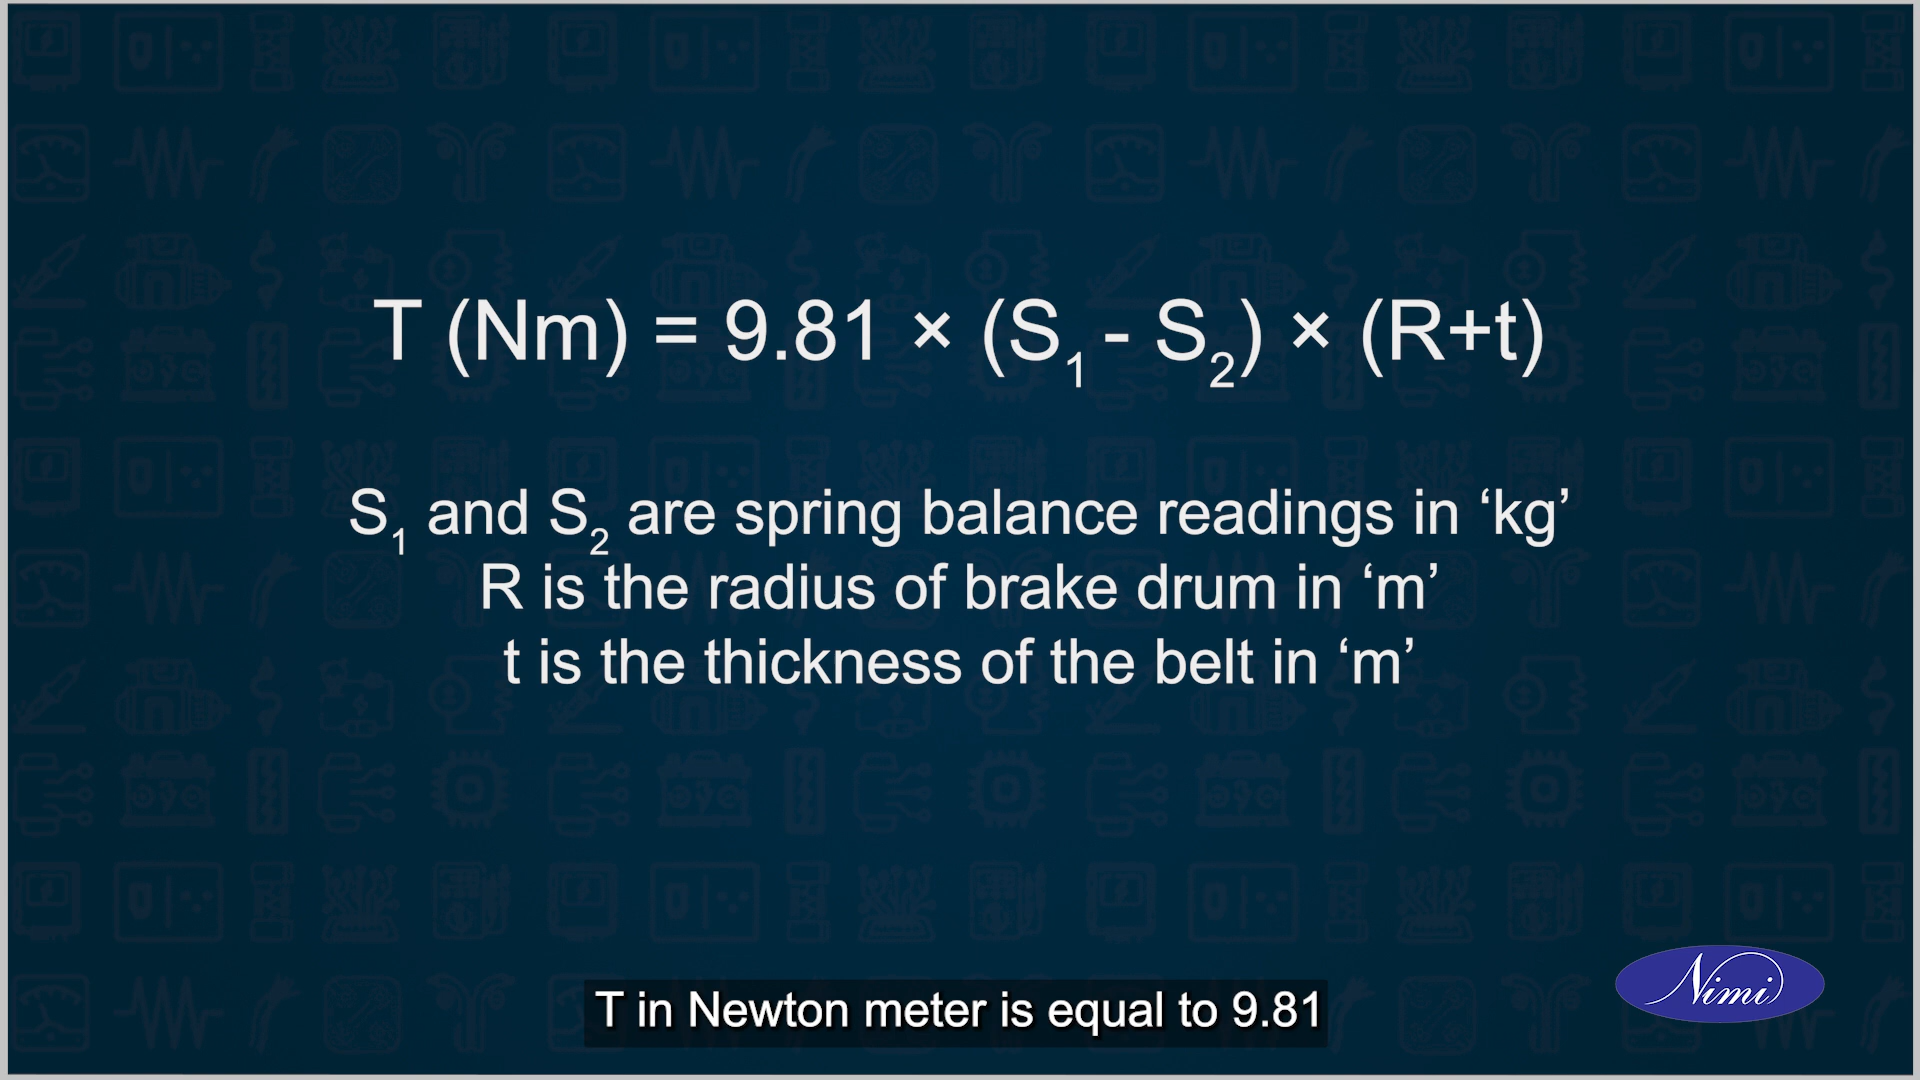 T (Nm) = 9.81 × (S₁ - S₂) × (R+t)
S₁ and S₂ are spring balance readings in ‘kg’
R is the radius of brake drum in ‘m’
t is the thickness of the belt in ‘m’
Nimi
T in Newton meter is equal to 9.81